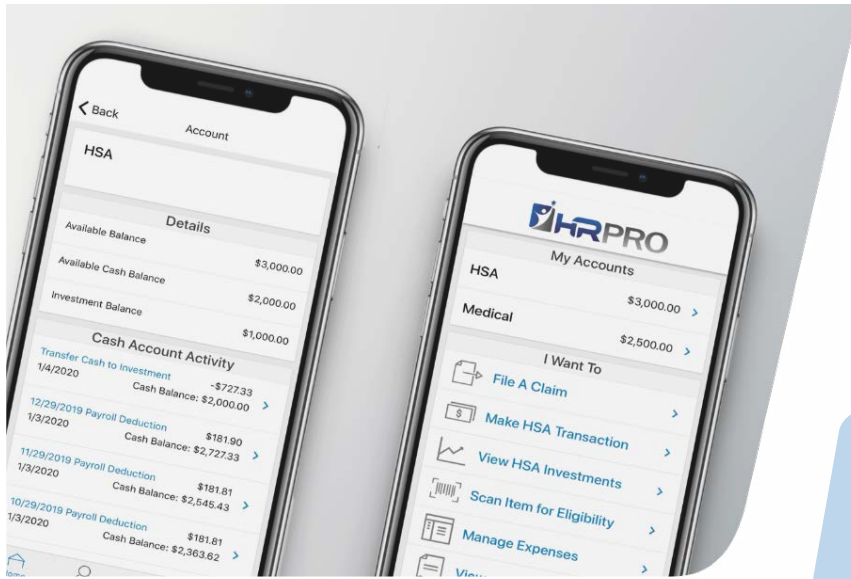 Back
Account
HSA
Details
Available Balance $3,000.00
Available Cash Balance $2,000.00
Investment Balance $1,000.00
Cash Account Activity
Transfer Cash to Investment -$727.33
1/4/2020 Cash Balance: $2,000.00
12/29/2019 Payroll Deduction $181.90
1/3/2020 Cash Balance: $2,727.33
11/29/2019 Payroll Deduction $181.81
1/3/2020 Cash Balance: $2,545.43
10/29/2019 Payroll Deduction $181.81
1/3/2020 Cash Balance: $2,363.62
Home
HRPRO
My Accounts
HSA $3,000.00
Medical $2,500.00
I Want To
File A Claim
Make HSA Transaction
View HSA Investments
Scan Item for Eligibility
Manage Expenses